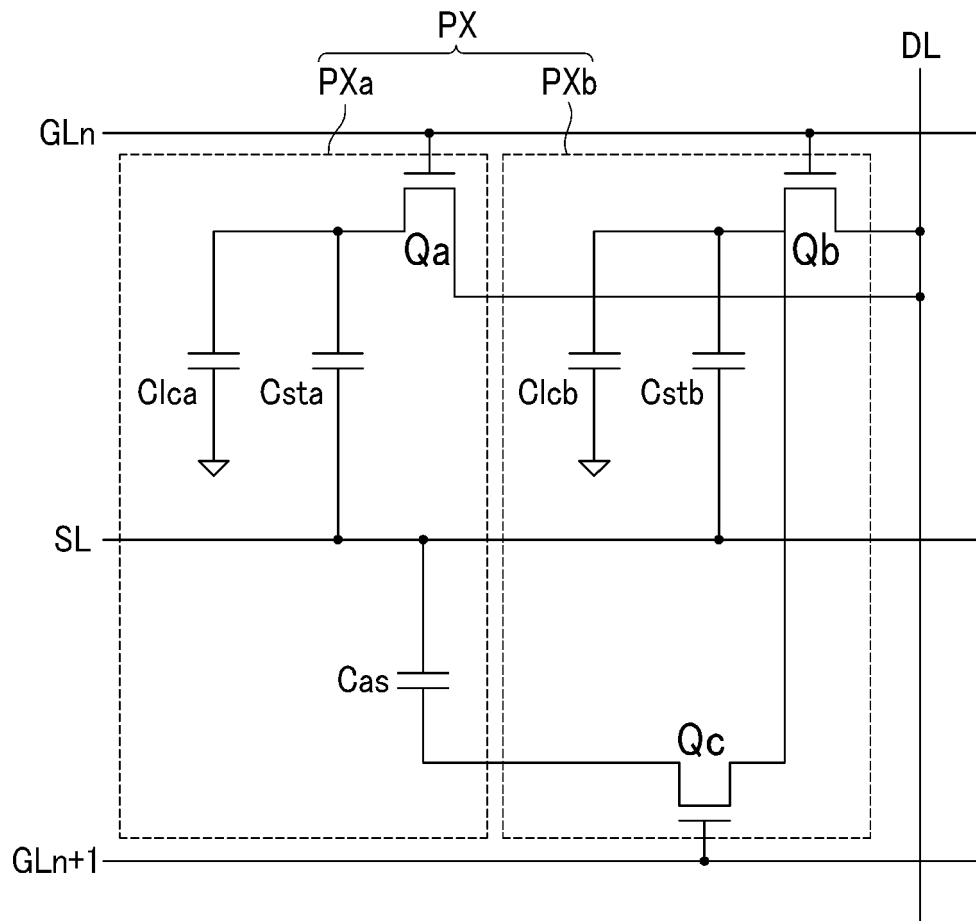 PX
PXa PXb DL
GLn
Qa Qb
Clca Csta Clcb Cstb
SL
Cas
Qc
GLn+1